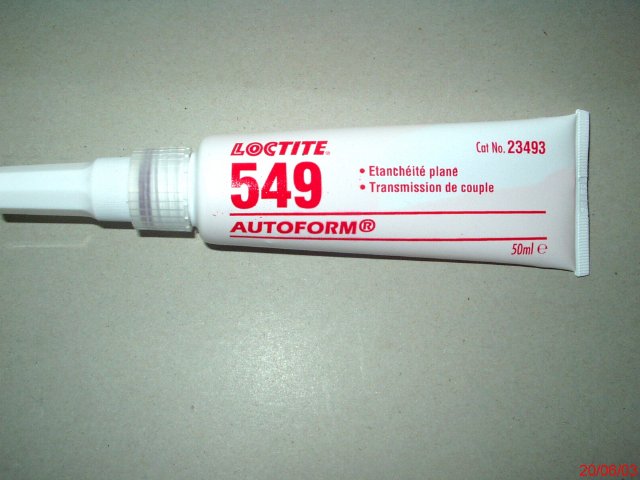 LOCTITE
Cat No. 23493
549
• Etanchéité plane
• Transmission de couple
AUTOFORM®
50ml ℮
20/06/03